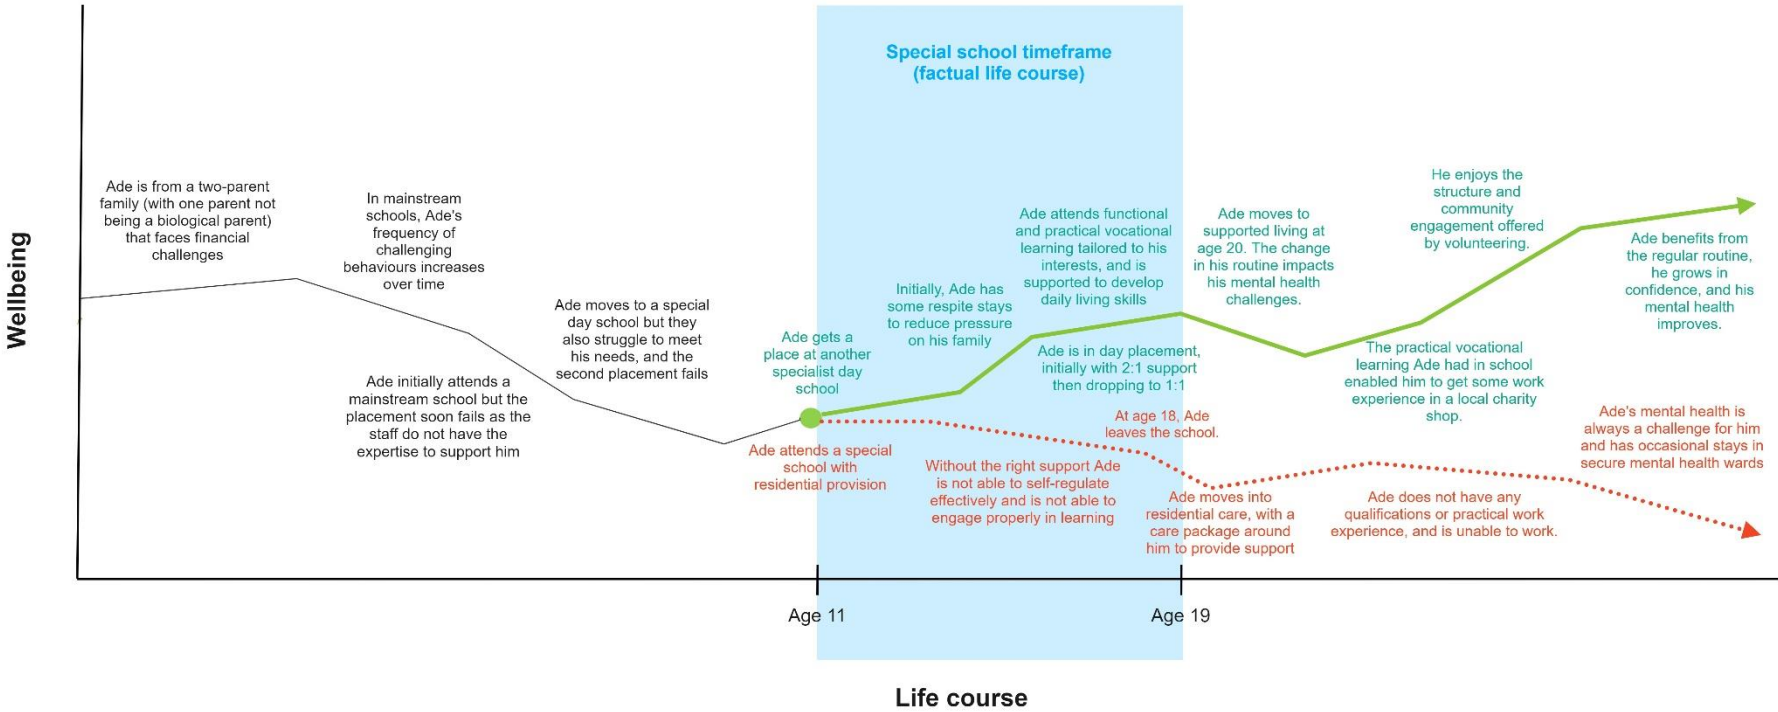 Special school timeframe
(factual life course)
Wellbeing
Ade is from a two-parent
family (with one parent not
being a biological parent)
that faces financial
challenges
In mainstream
schools, Ade's
frequency of
challenging
behaviours increases
over time
Ade initially attends a
mainstream school but the
placement soon fails as the
staff do not have the
expertise to support him
Ade moves to a special
day school but they
also struggle to meet
his needs, and the
second placement fails
Ade gets a
place at another
specialist day
school
Initially, Ade has
some respite stays
to reduce pressure
on his family
Ade attends functional
and practical vocational
learning tailored to his
interests, and is
supported to develop
daily living skills
Ade is in day placement,
initially with 2:1 support
then dropping to 1:1
Ade moves to
supported living at
age 20. The change
in his routine impacts
his mental health
challenges.
The practical vocational
learning Ade had in school
enabled him to get some work
experience in a local charity
shop.
He enjoys the
structure and
community
engagement offered
by volunteering.
Ade benefits from
the regular routine,
he grows in
confidence, and his
mental health
improves.
Ade attends a special
school with
residential provision
Without the right support Ade
is not able to self-regulate
effectively and is not able to
engage properly in learning
At age 18, Ade
leaves the school.
Ade moves into
residential care, with a
care package around
him to provide support
Ade does not have any
qualifications or practical work
experience, and is unable to work.
Ade's mental health is
always a challenge for him
and has occasional stays in
secure mental health wards
Age 11
Age 19
Life course